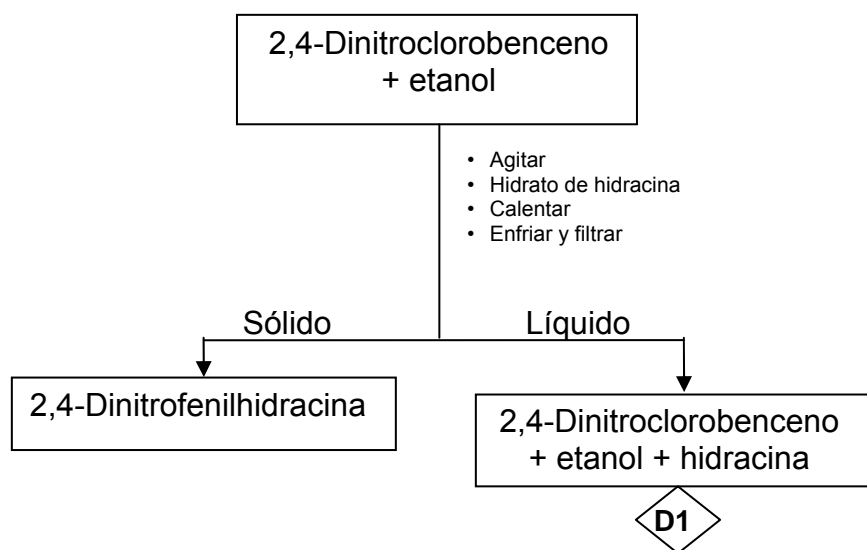 2,4-Dinitroclorobenceno
+ etanol
• Agitar
• Hidrato de hidracina
• Calentar
• Enfriar y filtrar
Sólido
Líquido
2,4-Dinitrofenilhidracina
2,4-Dinitroclorobenceno
+ etanol + hidracina
D1